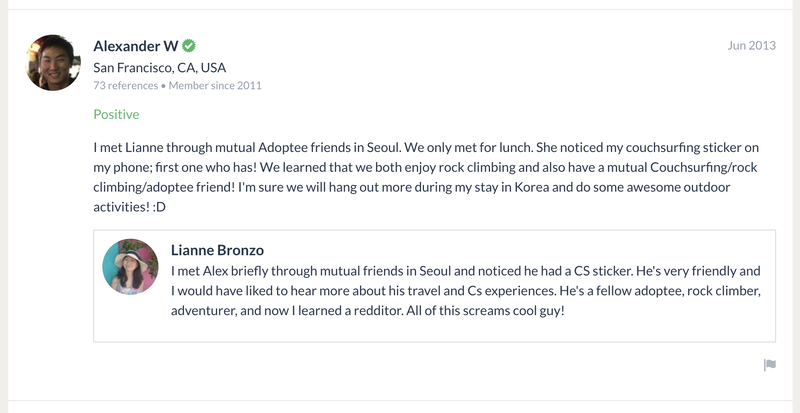 Alexander W
Jun 2013
San Francisco, CA, USA
73 references • Member since 2011
Positive
I met Lianne through mutual Adoptee friends in Seoul. We only met for lunch. She noticed my couchsurfing sticker on
my phone; first one who has! We learned that we both enjoy rock climbing and also have a mutual Couchsurfing/rock
climbing/adoptee friend! I'm sure we will hang out more during my stay in Korea and do some awesome outdoor
activities! :D
Lianne Bronzo
I met Alex briefly through mutual friends in Seoul and noticed he had a CS sticker. He's very friendly and
I would have liked to hear more about his travel and Cs experiences. He's a fellow adoptee, rock climber,
adventurer, and now I learned a redditor. All of this screams cool guy!